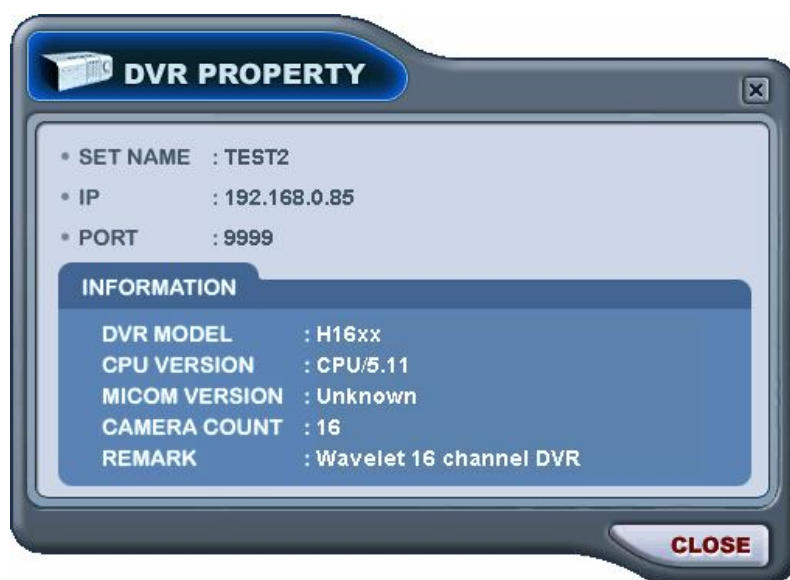 DVR PROPERTY
• SET NAME : TEST2
• IP : 192.168.0.85
• PORT : 9999
INFORMATION
DVR MODEL : H16xx
CPU VERSION : CPU/5.11
MICOM VERSION : Unknown
CAMERA COUNT : 16
REMARK : Wavelet 16 channel DVR
CLOSE